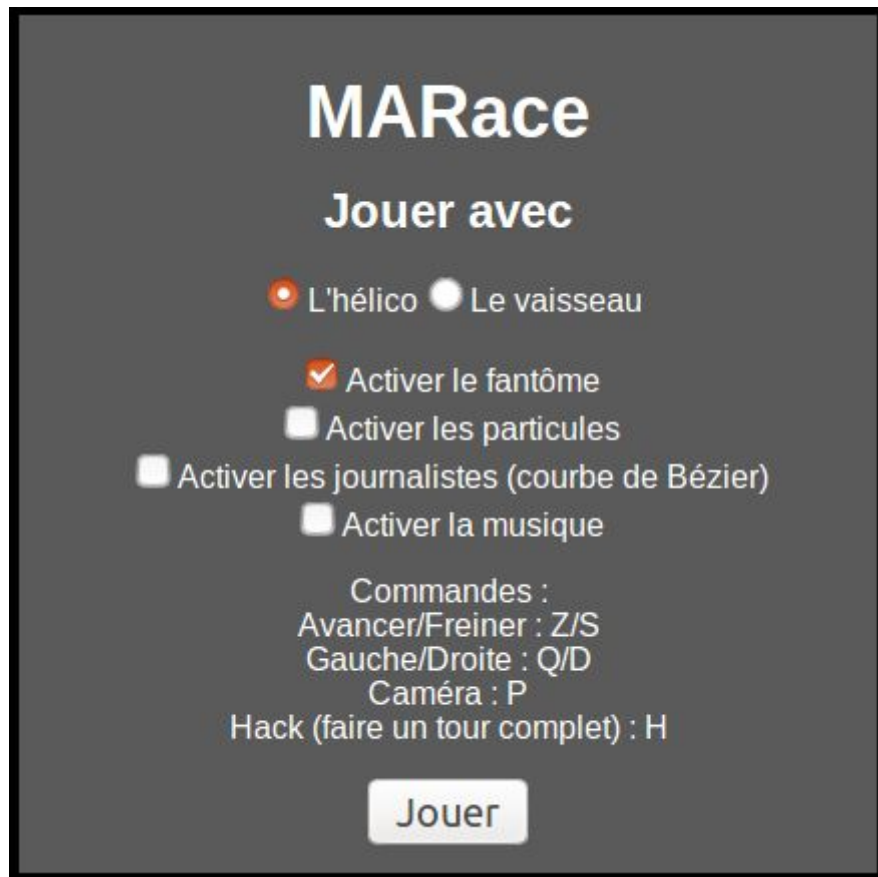 MARace
Jouer avec
L'hélico Le vaisseau
Activer le fantôme
Activer les particules
Activer les journalistes (courbe de Bézier)
Activer la musique
Commandes :
Avancer/Freiner : Z/S
Gauche/Droite : Q/D
Caméra : P
Hack (faire un tour complet) : H
Jouer